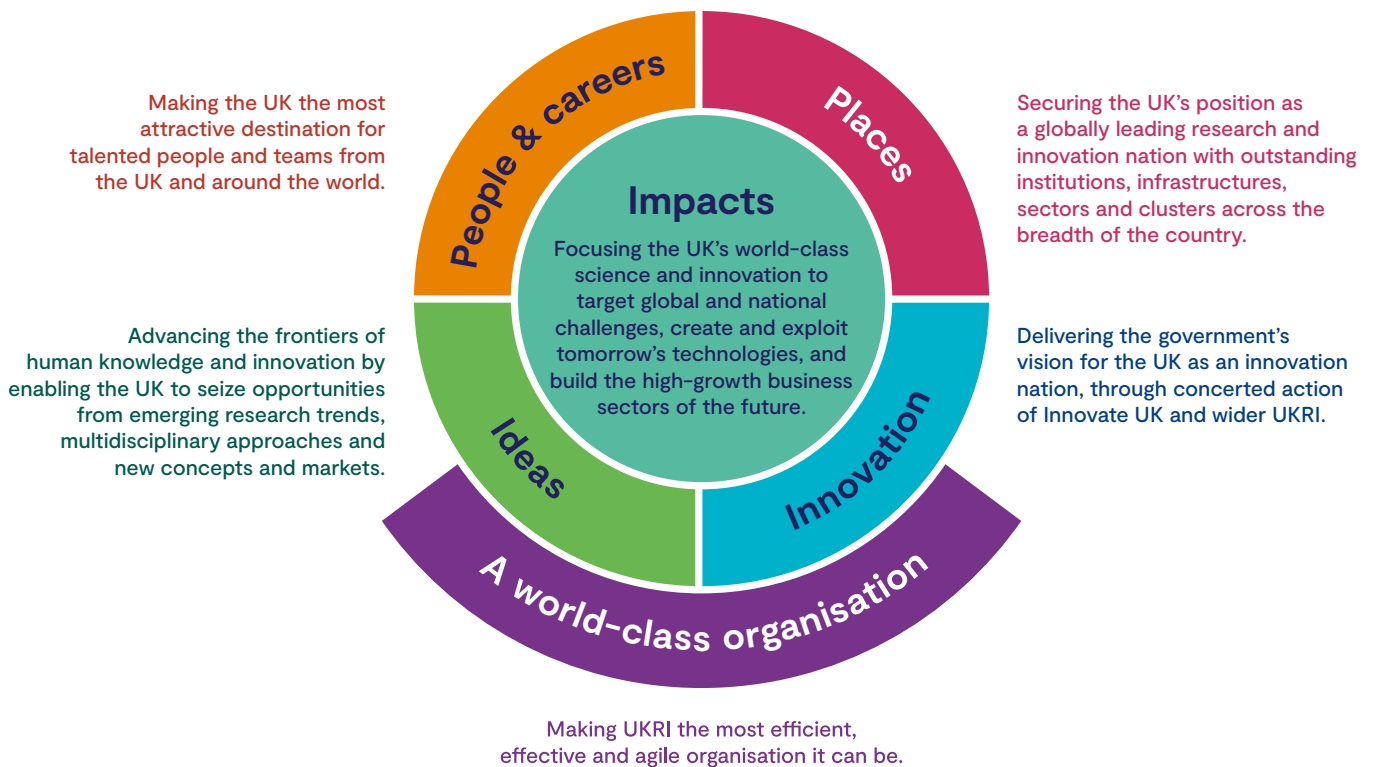 People & careers
Making the UK the most
attractive destination for
talented people and teams from
the UK and around the world.
Places
Securing the UK's position as
a globally leading research and
innovation nation with outstanding
institutions, infrastructures,
sectors and clusters across the
breadth of the country.
Impacts
Focusing the UK's world-class
science and innovation to
target global and national
challenges, create and exploit
tomorrow's technologies, and
build the high-growth business
sectors of the future.
Ideas
Advancing the frontiers of
human knowledge and innovation by
enabling the UK to seize opportunities
from emerging research trends,
multidisciplinary approaches and
new concepts and markets.
Innovation
Delivering the government's
vision for the UK as an innovation
nation, through concerted action
of Innovate UK and wider UKRI.
A world-class organisation
Making UKRI the most efficient,
effective and agile organisation it can be.